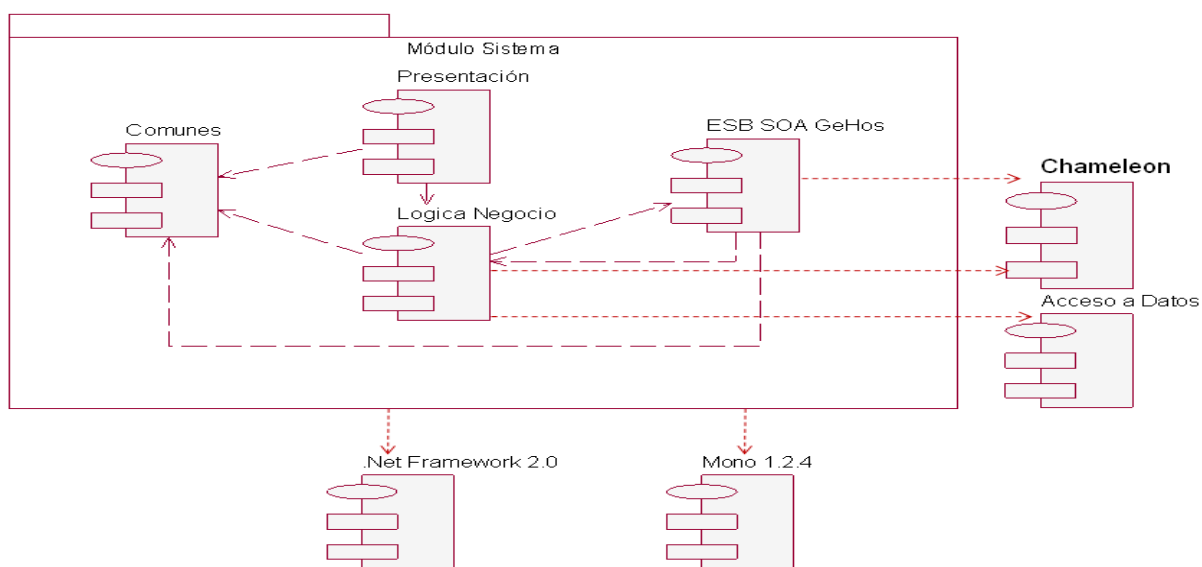 Módulo Sistema
Presentación
Comunes
ESB SOA GeHos
Chameleon
Logica Negocio
Acceso a Datos
.Net Framework 2.0
Mono 1.2.4